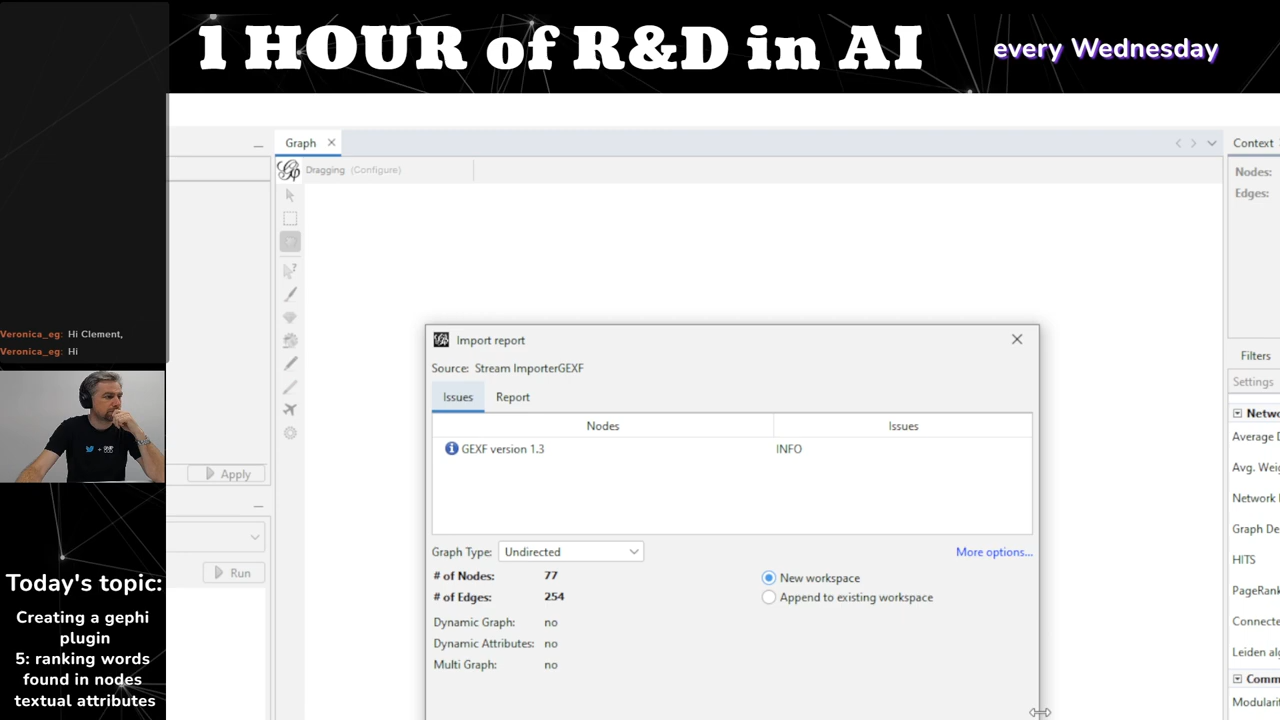 1 HOUR of R&D in AI
every Wednesday
Graph
Context
Dragging (Configure)
Nodes:
Edges:
Veronica_eg: Hi Clement,
Veronica_eg: Hi
Import report
Source: Stream ImporterGEXF
Issues Report
Nodes Issues
GEXF version 1.3 INFO
Graph Type: Undirected
More options...
# of Nodes: 77
# of Edges: 254
Dynamic Graph: no
Dynamic Attributes: no
Multi Graph: no
New workspace
Append to existing workspace
Apply
Run
Filters
Settings
Netwo
Average D
Avg. Weig
Network
Graph De
HITS
PageRank
Connecte
Leiden alg
Comm
Modularit
Today's topic:
Creating a gephi
plugin
5: ranking words
found in nodes
textual attributes